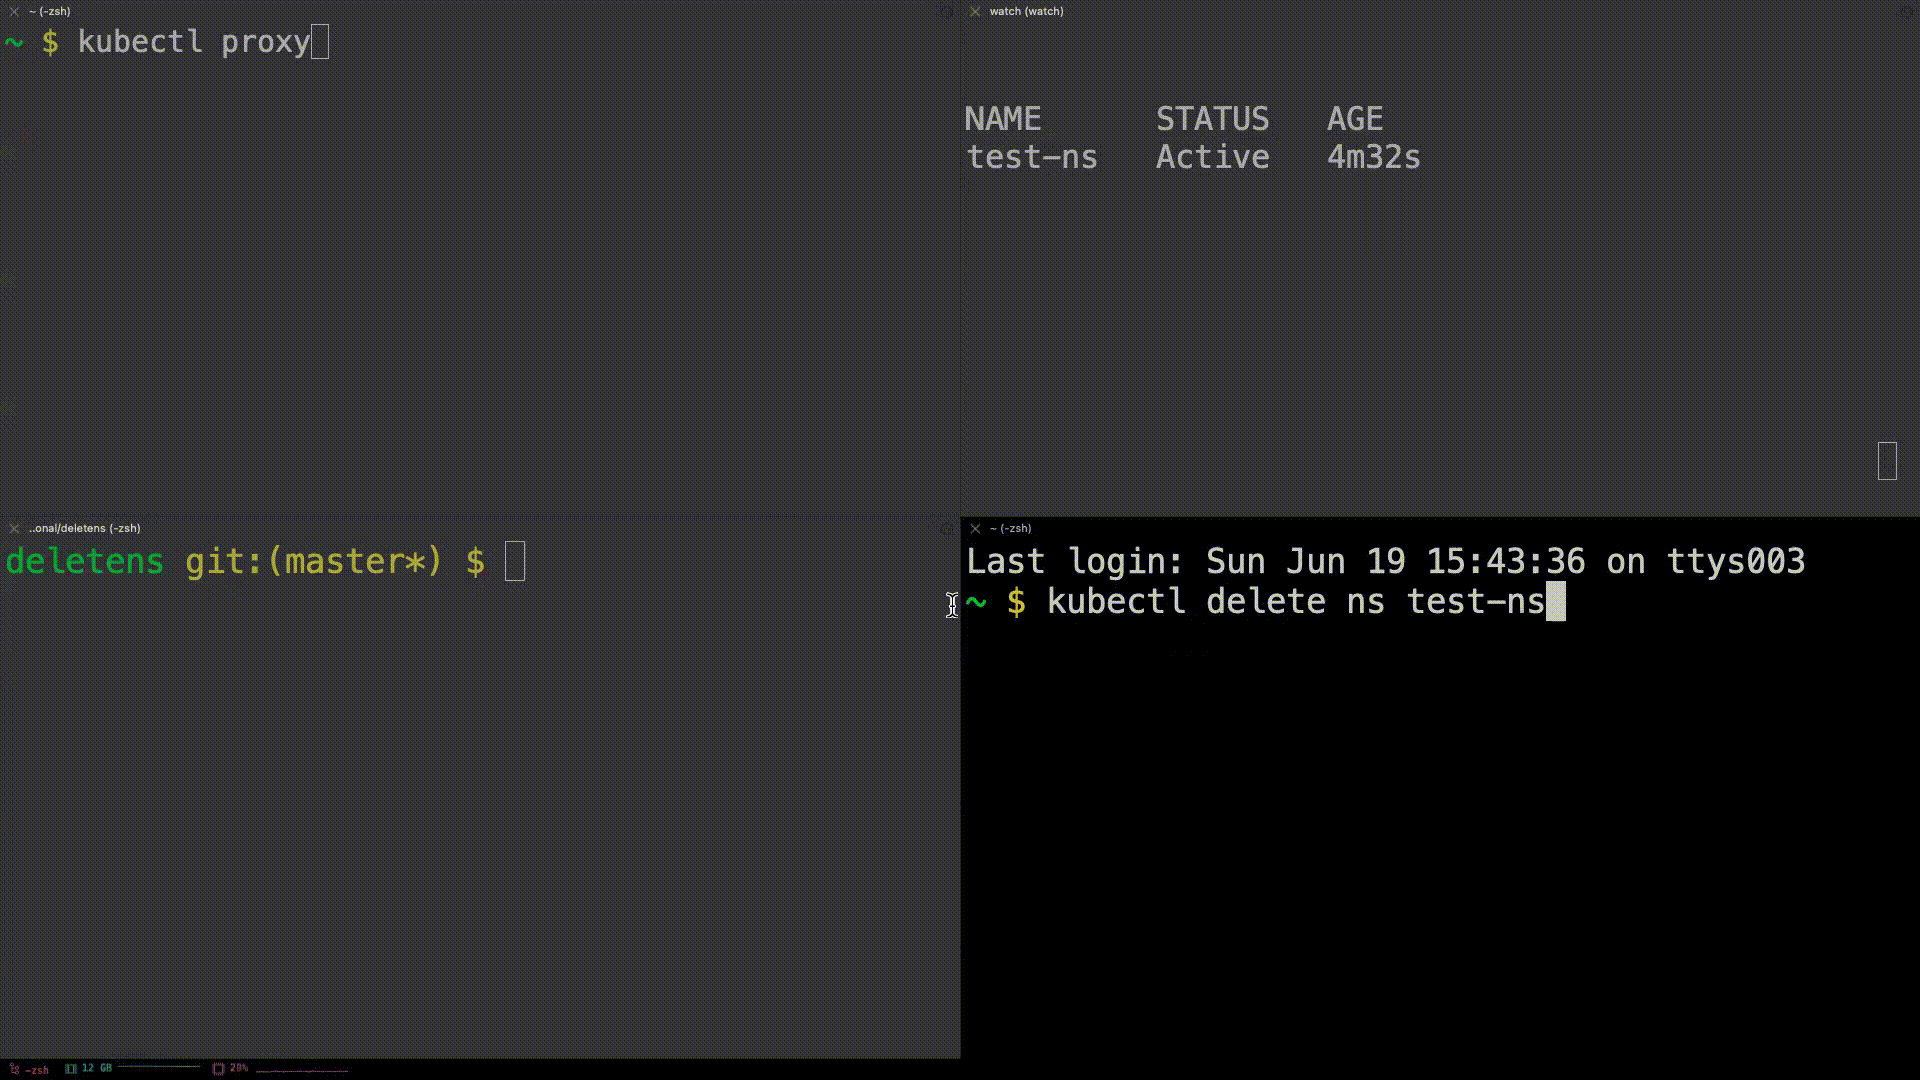 ~ (-zsh)
~ $ kubectl proxy
watch (watch)
NAME STATUS AGE
test-ns Active 4m32s
..onal/deletens (-zsh)
deletens git:(master*) $
~ (-zsh)
Last login: Sun Jun 19 15:43:36 on ttys003
~ $ kubectl delete ns test-ns
-zsh 12 GB 28%